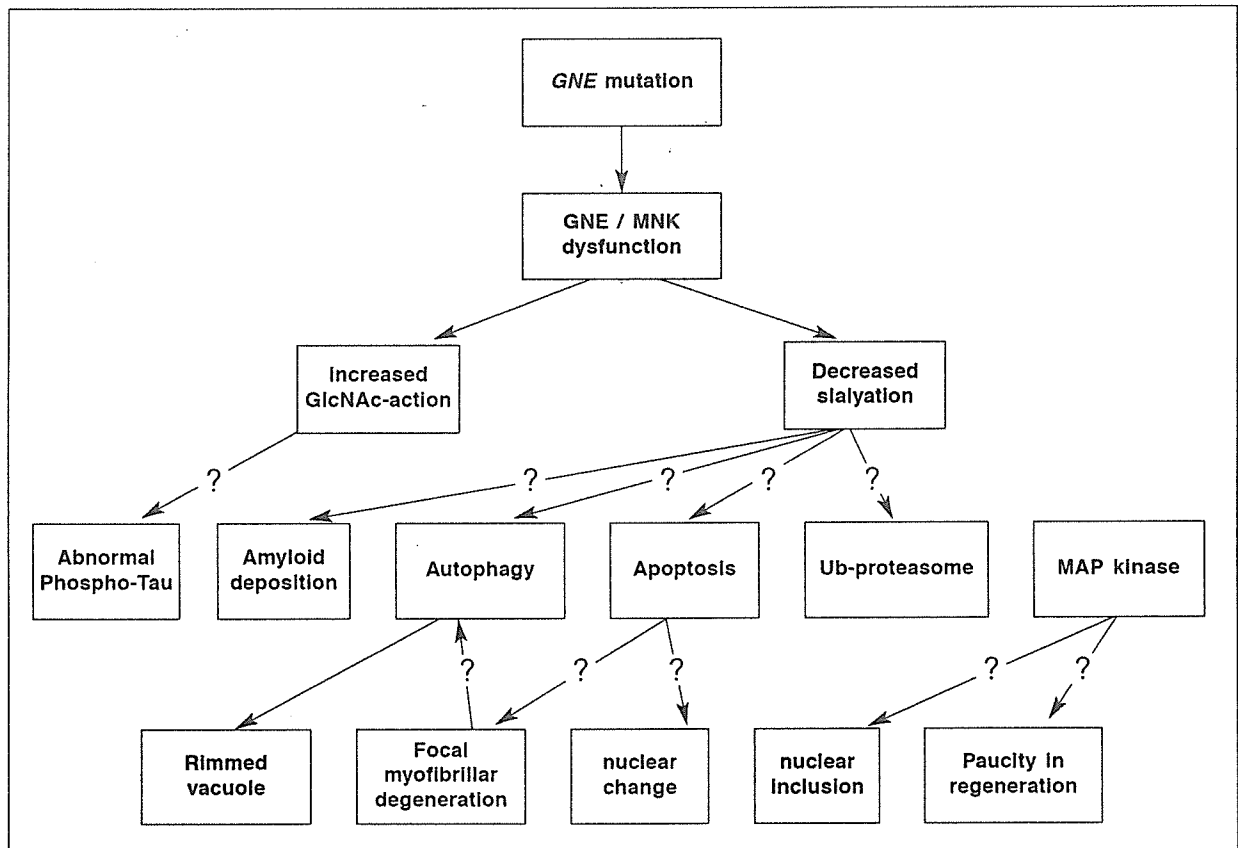 GNE mutation
GNE / MNK
dysfunction
Increased
GlcNAc-action
Decreased
slalyation
?
?
?
?
?
Abnormal
Phospho-Tau
Amyloid
deposition
Autophagy
Apoptosis
Ub-proteasome
MAP kinase
?
?
?
?
?
Rimmed
vacuole
Focal
myofibrillar
degeneration
nuclear
change
nuclear
inclusion
Paucity in
regeneration